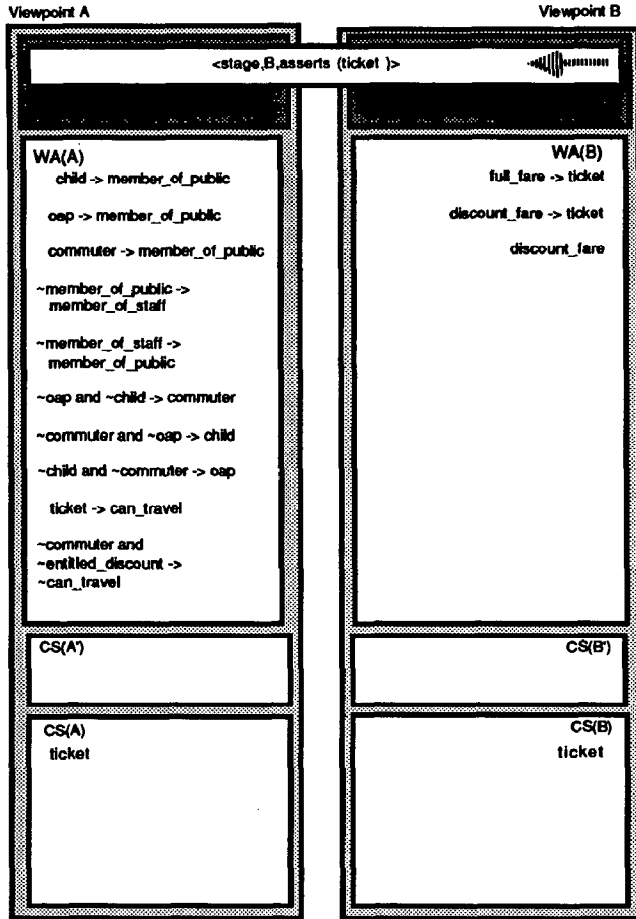 Viewpoint A
Viewpoint B
<stage,B,asserts (ticket )>
WA(A)
child -> member_of_public
oap -> member_of_public
commuter -> member_of_public
~member_of_public ->
member_of_staff
~member_of_staff ->
member_of_public
~oap and ~child -> commuter
~commuter and ~oap -> child
~child and ~commuter -> oap
ticket -> can_travel
~commuter and
~entitled_discount ->
~can_travel
WA(B)
full_fare -> ticket
discount_fare -> ticket
discount_fare
CS(A')
CS(B')
CS(A)
ticket
CS(B)
ticket